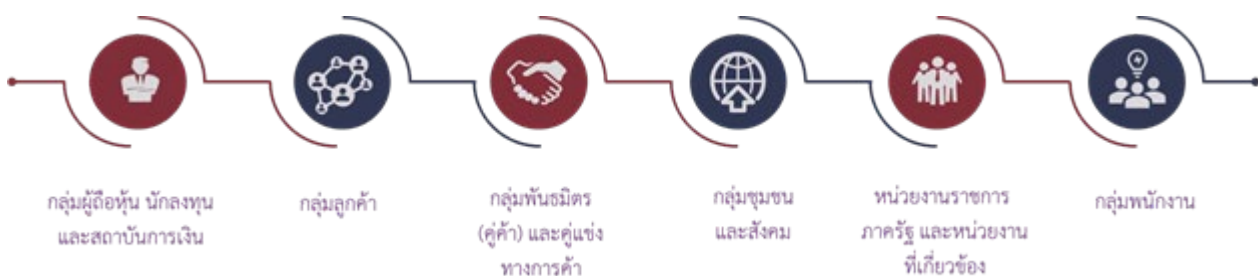 กลุ่มผู้ถือหุ้น นักลงทุน
และสถาบันการเงิน
กลุ่มลูกค้า
กลุ่มพันธมิตร
(คู่ค้า) และคู่แข่ง
ทางการค้า
กลุ่มชุมชน
และสังคม
หน่วยงานราชการ
ภาครัฐ และหน่วยงาน
ที่เกี่ยวข้อง
กลุ่มพนักงาน